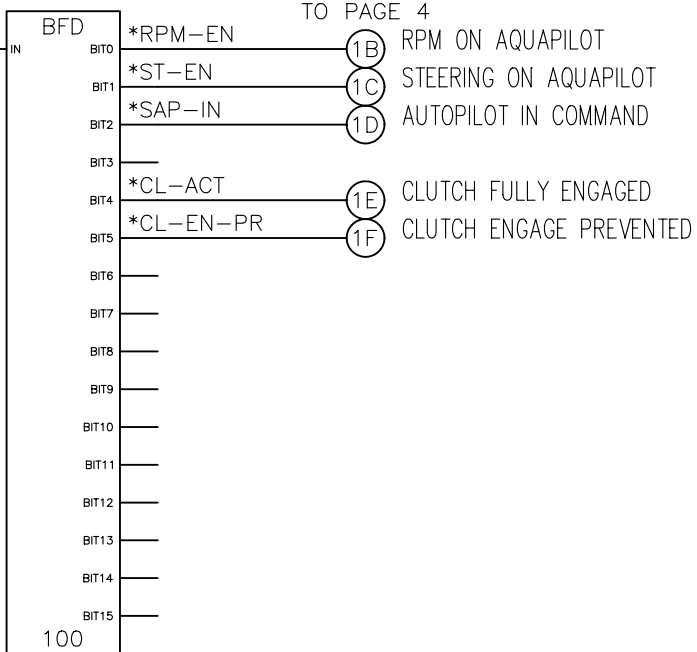 TO PAGE 4
BFD
IN
BIT0 *RPM-EN 1B RPM ON AQUAPILOT
BIT1 *ST-EN 1C STEERING ON AQUAPILOT
BIT2 *SAP-IN 1D AUTOPILOT IN COMMAND
BIT3
BIT4 *CL-ACT 1E CLUTCH FULLY ENGAGED
BIT5 *CL-EN-PR 1F CLUTCH ENGAGE PREVENTED
BIT6
BIT7
BIT8
BIT9
BIT10
BIT11
BIT12
BIT13
BIT14
BIT15
100